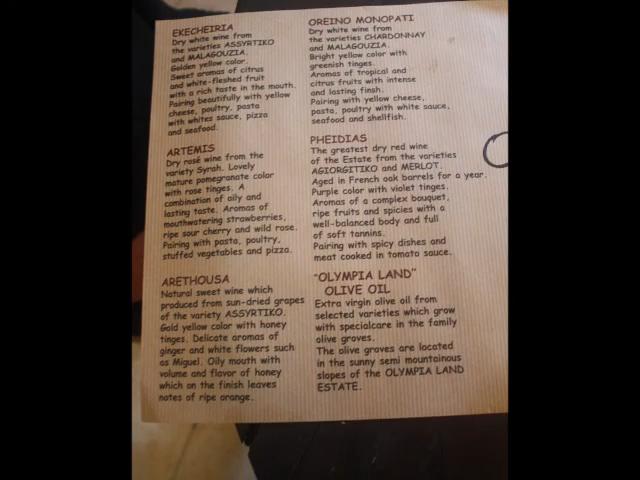 EKECHEIRIA
Dry white wine from
the varieties ASSYRTIKO
and MALAGOUZIA.
Golden yellow color.
Sweet aromas of citrus
and white-fleshed fruit
with a rich taste in the mouth.
Pairing beautifully with yellow
cheese, poultry, pasta
with whites sauce, pizza
and seafood.
ARTEMIS
Dry rosé wine from the
variety Syrah. Lovely
mature pomegranate color
with rose tinges. A
combination of oily and
lasting taste. Aromas of
mouthwatering strawberries,
ripe sour cherry and wild rose.
Pairing with pasta, poultry,
stuffed vegetables and pizza.
ARETHOUSA
Natural sweet wine which
produced from sun-dried grapes
of the variety ASSYRTIKO.
Gold yellow color with honey
tinges. Delicate aromas of
ginger and white flowers such
as Miguel. Oily mouth with
volume and flavor of honey
which on the finish leaves
notes of ripe orange.
OREINO MONOPATI
Dry white wine from
the varieties CHARDONNAY
and MALAGOUZIA.
Bright yellow color with
greenish tinges.
Aromas of tropical and
citrus fruits with intense
and lasting finsh.
Pairing with yellow cheese,
pasta, poultry with white sauce,
seafood and shellfish.
PHEIDIAS
The greatest dry red wine
of the Estate from the varieties
AGIORGITIKO and MERLOT.
Aged in French oak barrels for a year.
Purple color with violet tinges.
Aromas of a complex bouquet,
ripe fruits and spicies with a
well-balanced body and full
of soft tannins.
Pairing with spicy dishes and
meat cooked in tomato sauce.
"OLYMPIA LAND"
OLIVE OIL
Extra virgin olive oil from
selected varieties which grow
with specialcare in the family
olive groves.
The olive groves are located
in the sunny semi mountainous
slopes of the OLYMPIA LAND
ESTATE.